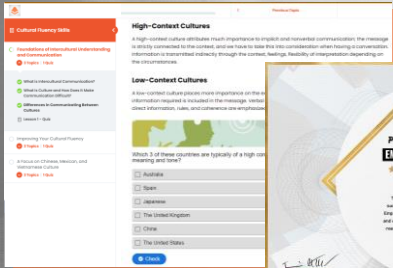 Previous Topic
Cultural Fluency Skills
Foundations of Intercultural Understanding
and Communication
3 Topics · 1 Quiz
What is Intercultural Communication?
What is Culture and How Does it Make
Communication Difficult?
Differences in Communicating Between
Cultures
Lesson 1 - Quiz
Improving Your Cultural Fluency
A Focus on Chinese, Mexican, and
Vietnamese Culture
High-Context Cultures
A high-context culture attributes much importance to implicit and nonverbal communication; the message
is strictly connected to the context, and we have to take this into consideration when having a conversation.
Information is transmitted indirectly through the context, feelings, flexibility of interpretation depending on
the circumstances.
Low-Context Cultures
A low-context culture places more importance on the
information required is included in the message. Verbal
direct information, rules, and coherence are emphasized
Which 3 of these countries are typically of a high con
meaning and tone?
Australia
Spain
Japanese
The United Kingdom
China
The United States
Check